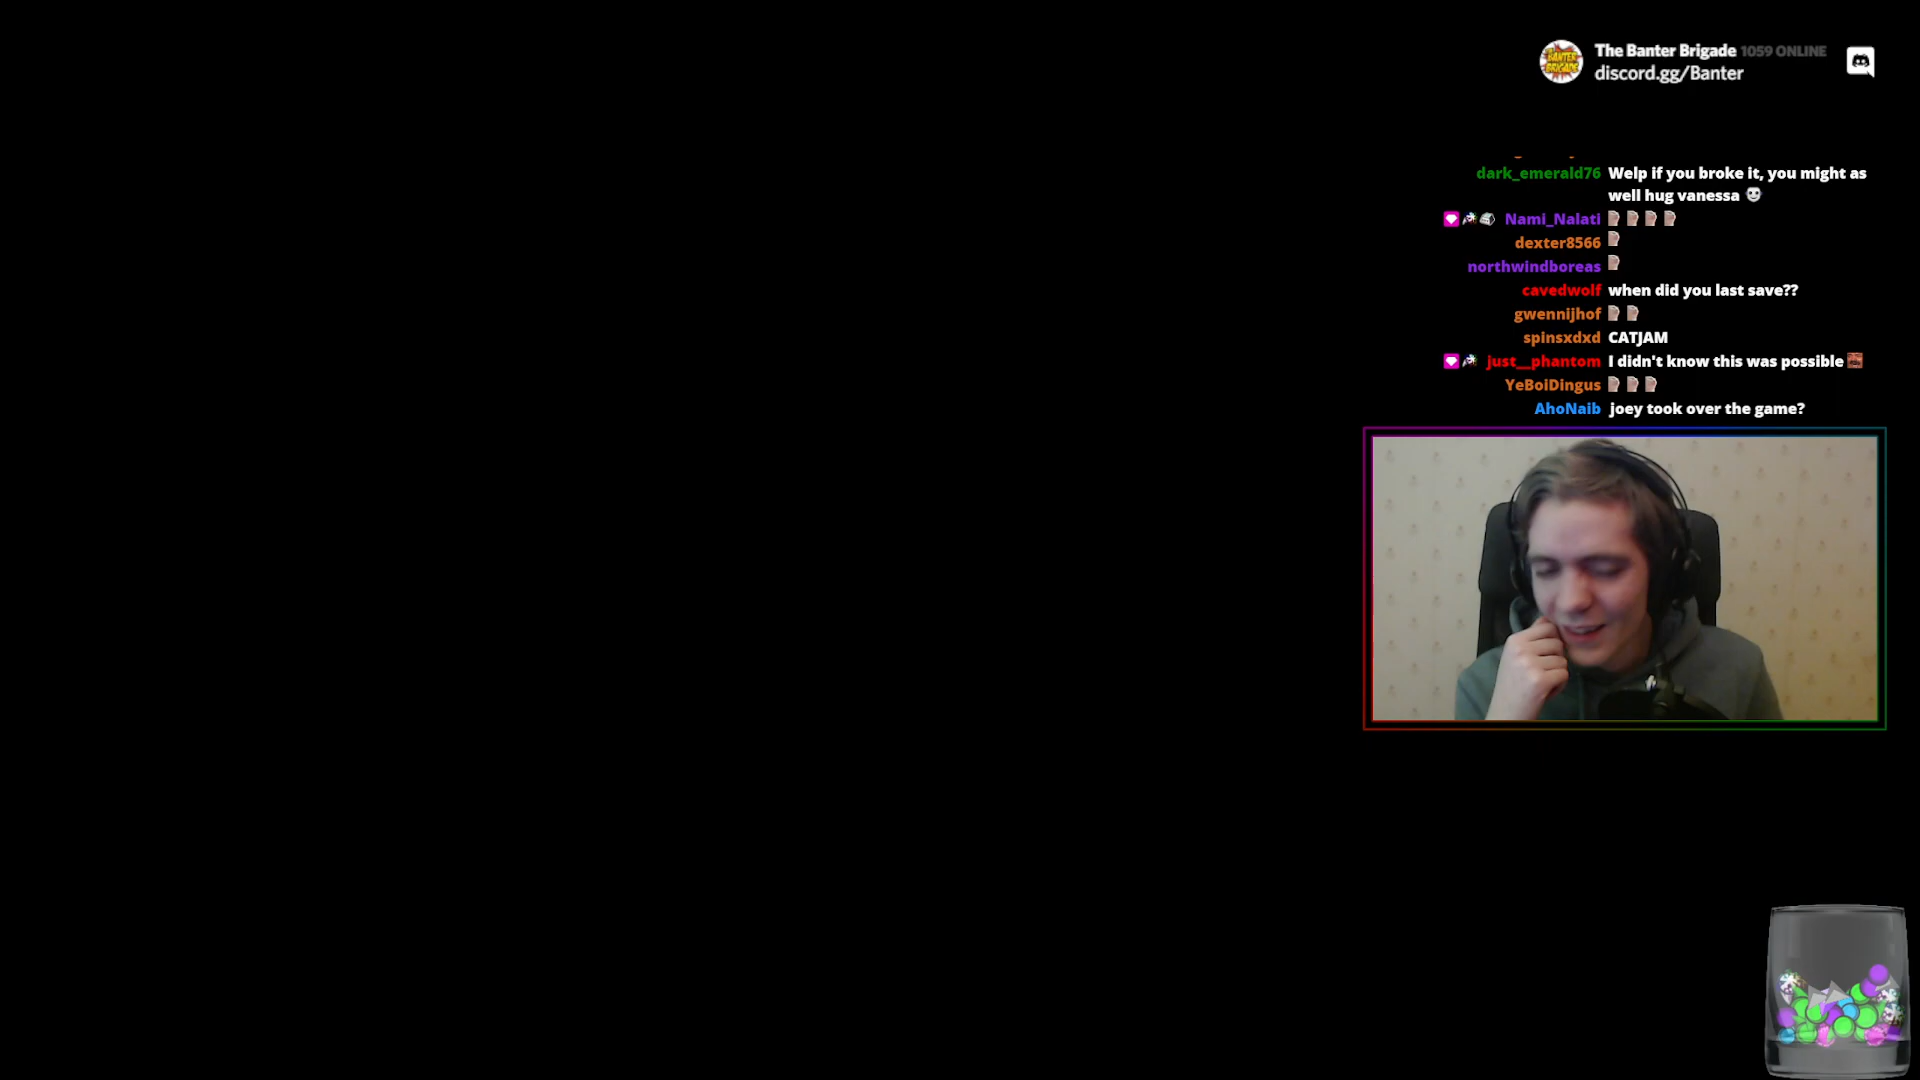 The Banter Brigade 1059 ONLINE
discord.gg/Banter
dark_emerald76 Welp if you broke it, you might as
well hug vanessa
Nami_Nalati
dexter8566
northwindboreas
cavedwolf when did you last save??
gwennijhof
spinsxdxd CATJAM
just__phantom I didn't know this was possible
YeBoiDingus
AhoNaib joey took over the game?